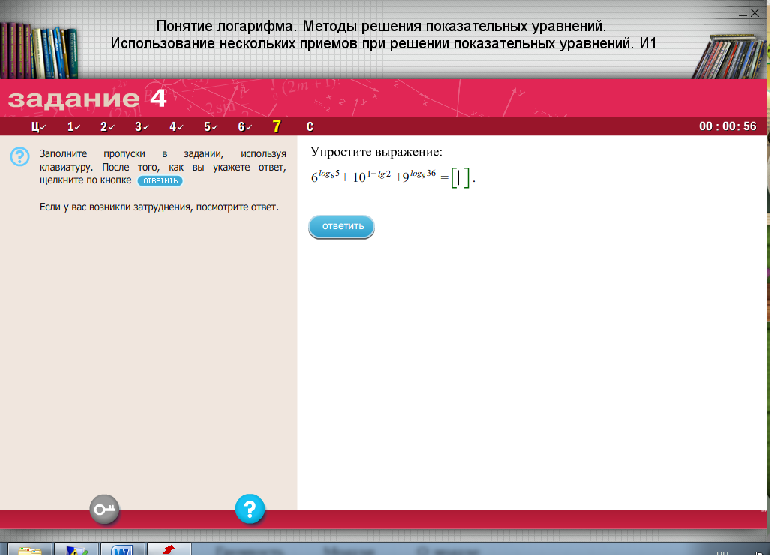 Понятие логарифма. Методы решения показательных уравнений.
Использование нескольких приемов при решении показательных уравнений. И1
задание 4
Ц✓ 1✓ 2✓ 3✓ 4✓ 5✓ 6✓ 7 С 00 : 00 : 56
Заполните пропуски в задании, используя
клавиатуру. После того, как вы укажете ответ,
щелкните по кнопке ответить
Если у вас возникли затруднения, посмотрите ответ.
Упростите выражение:
6^{log_6 5} + 10^{1-lg2} + 9^{log_9 36} = [ ] .
ответить
?